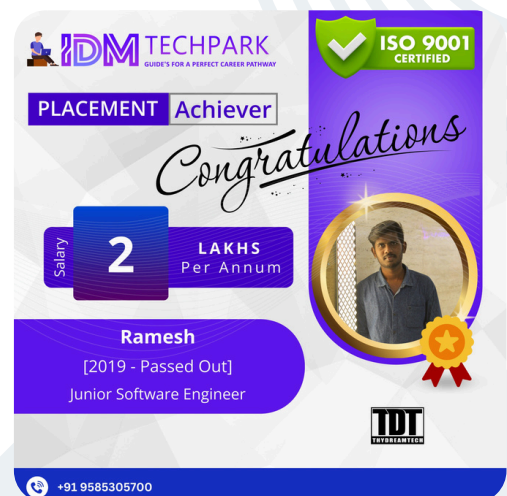 IDM TECHPARK
GUIDE'S FOR A PERFECT CAREER PATHWAY
ISO 9001
CERTIFIED
PLACEMENT Achiever
Congratulations
Salary
2
LAKHS
Per Annum
Ramesh
[2019 - Passed Out]
Junior Software Engineer
TDT
THYDREAMTECH
+91 9585305700